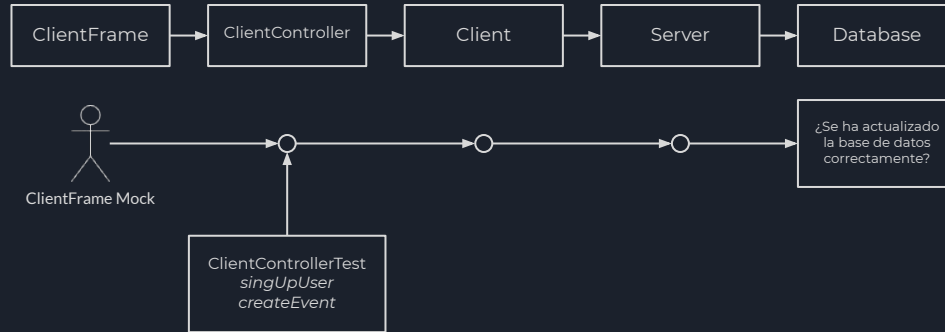 ClientFrame
ClientController
Client
Server
Database
¿Se ha actualizado
la base de datos
correctamente?
ClientFrame Mock
ClientControllerTest
singUpUser
createEvent